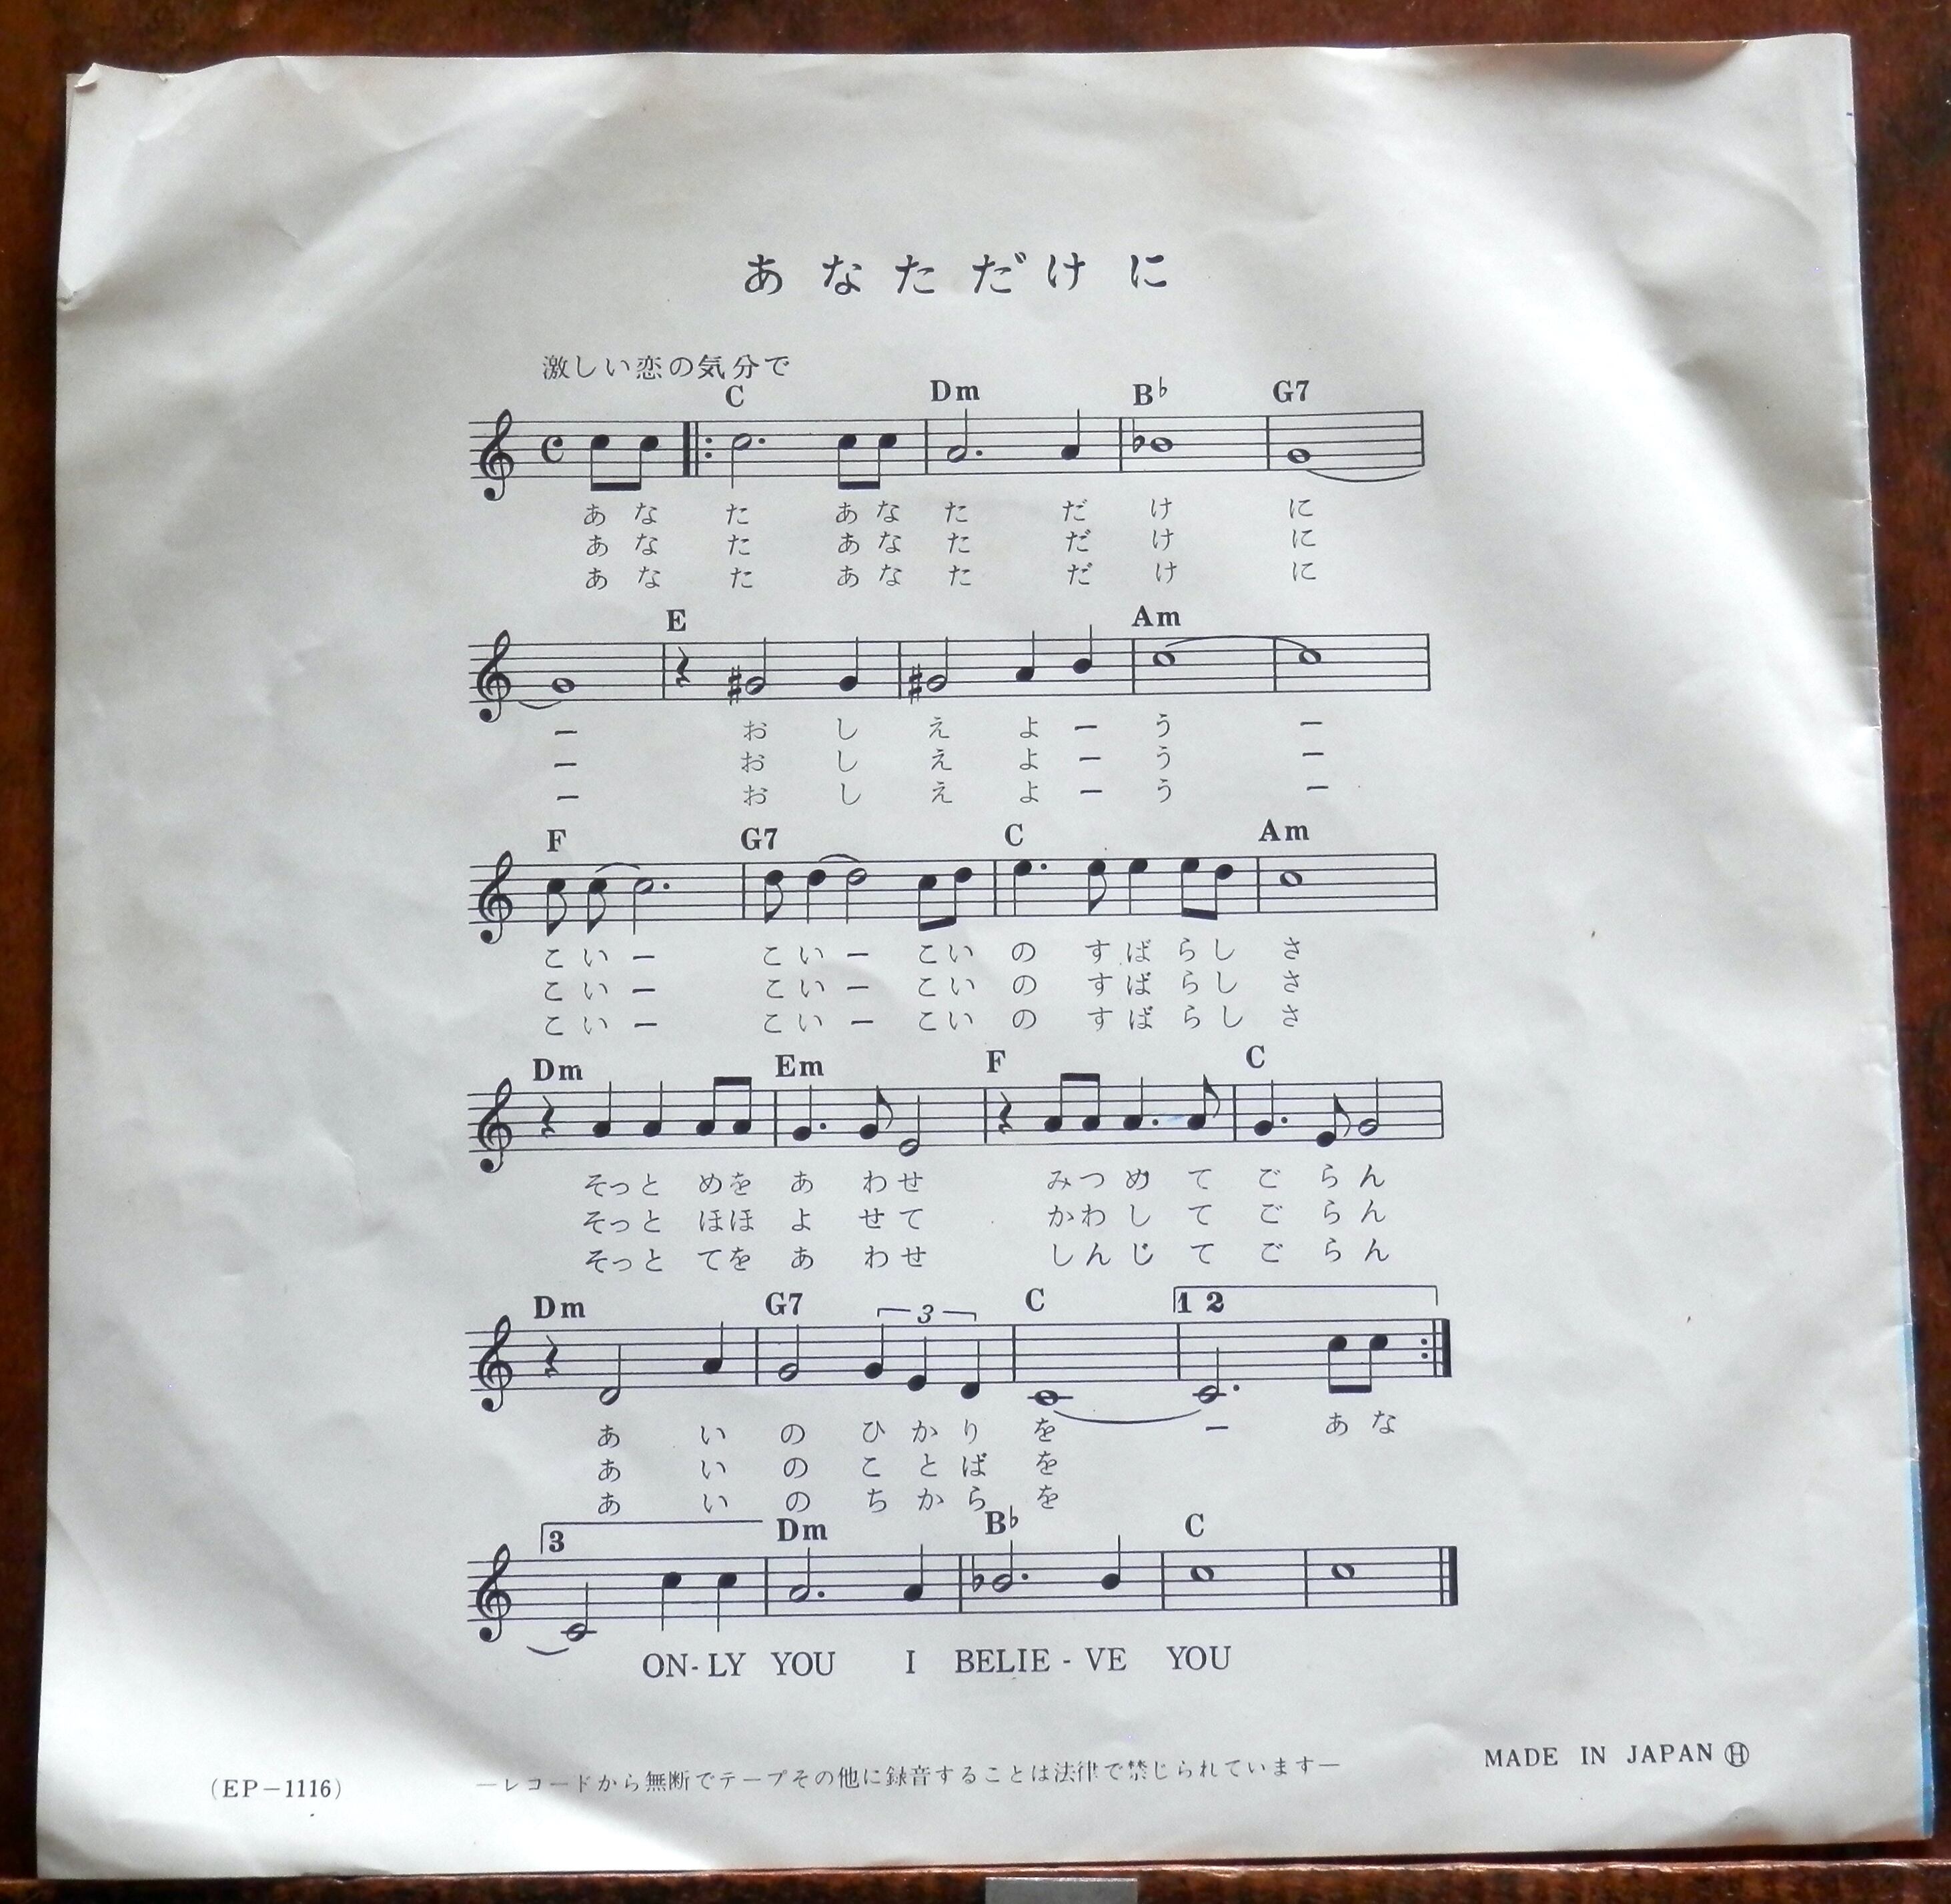 あなただけに
激しい恋の気分で
C Dm B♭ G7
あ な た あ な た だ け に
あ な た あ な た だ け に
あ な た あ な た だ け に
E Am
ー お し え よ ー う ー
ー お し え よ ー う ー
ー お し え よ ー う ー
F G7 C Am
こ い ー こ い ー こ い の す ば ら し さ
こ い ー こ い ー こ い の す ば ら し さ
こ い ー こ い ー こ い の す ば ら し さ
Dm Em F C
そっ と め を あ わ せ み つ め て ご ら ん
そっ と ほ ほ よ せ て か わ し て ご ら ん
そっ と て を あ わ せ し ん じ て ご ら ん
Dm G7 3 C 1 2
あ い の ひ か り を ー あ な
あ い の こ と ば を
あ い の ち か ら を
3 Dm B♭ C
ON-LY YOU I BELIE-VE YOU
(EP-1116) ―レコードから無断でテープその他に録音することは法律で禁じられています― MADE IN JAPAN Ⓗ